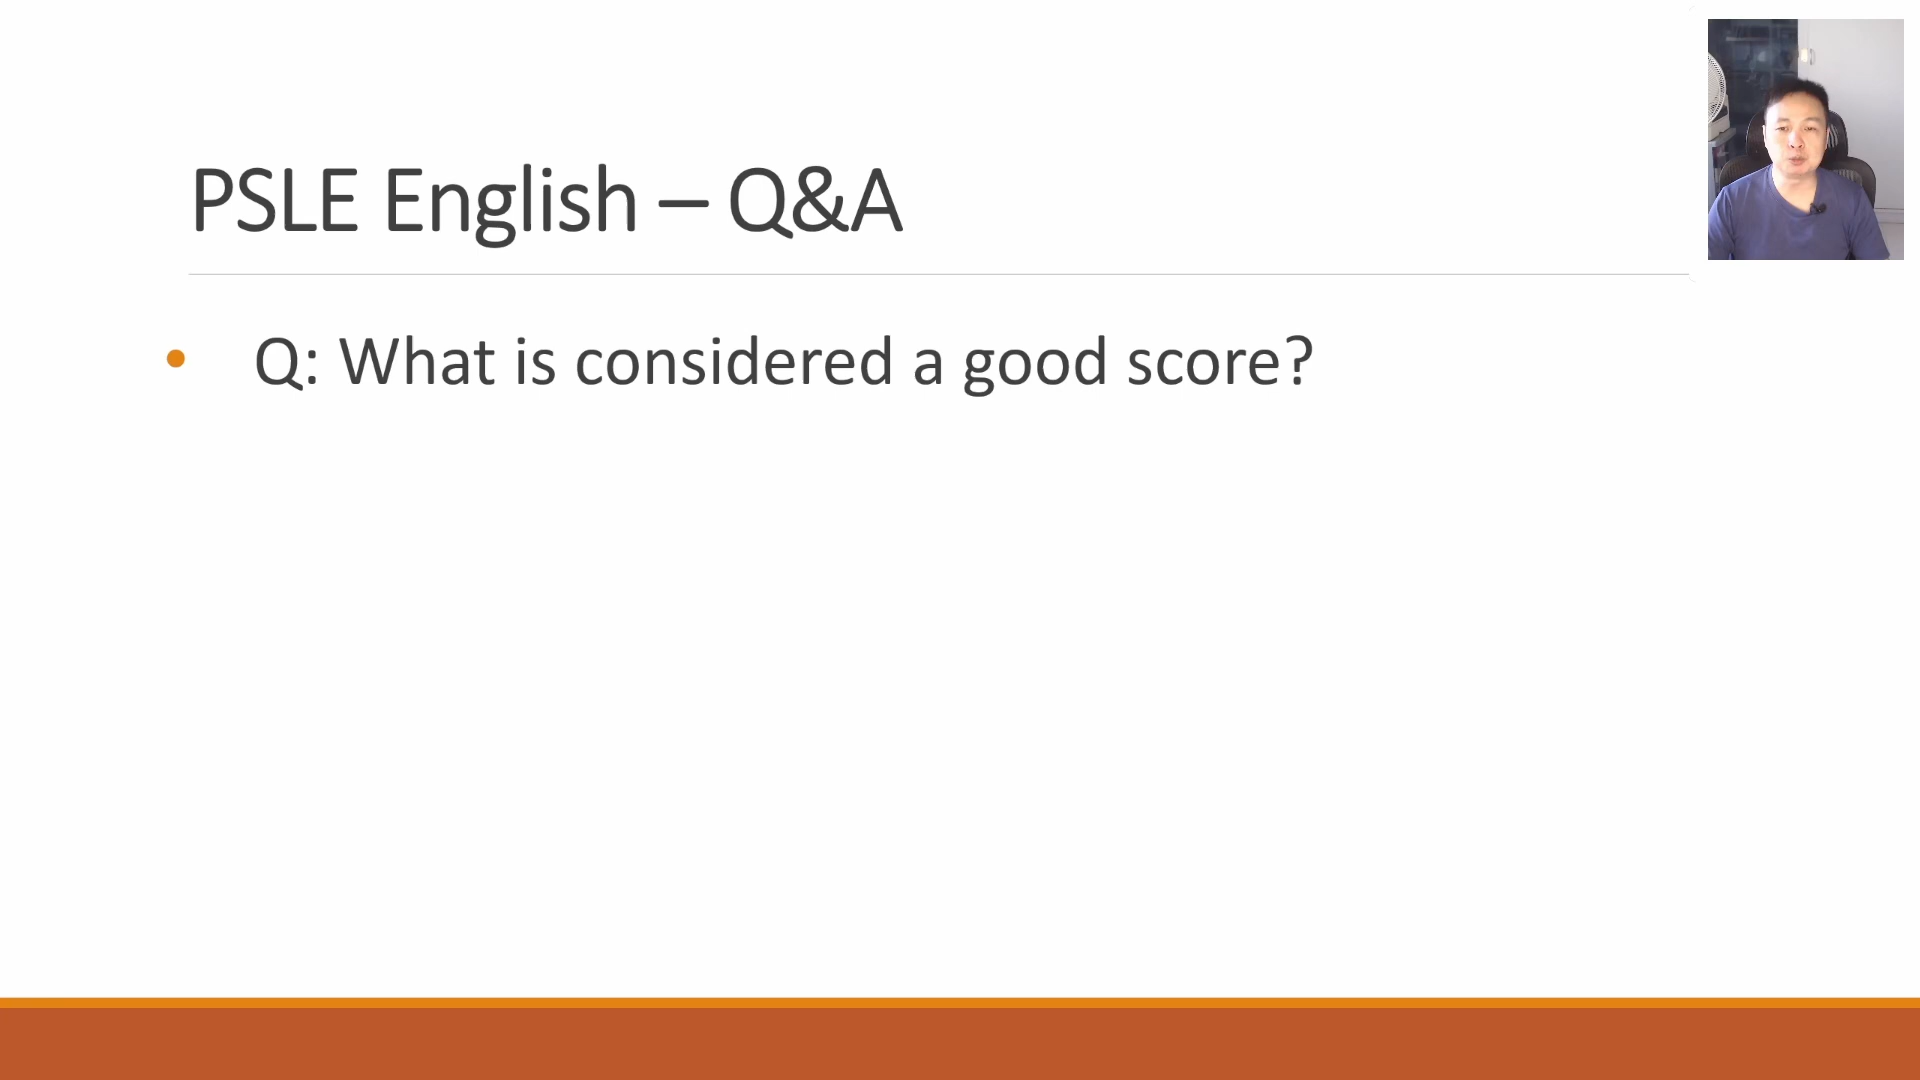 PSLE English – Q&A
• Q: What is considered a good score?